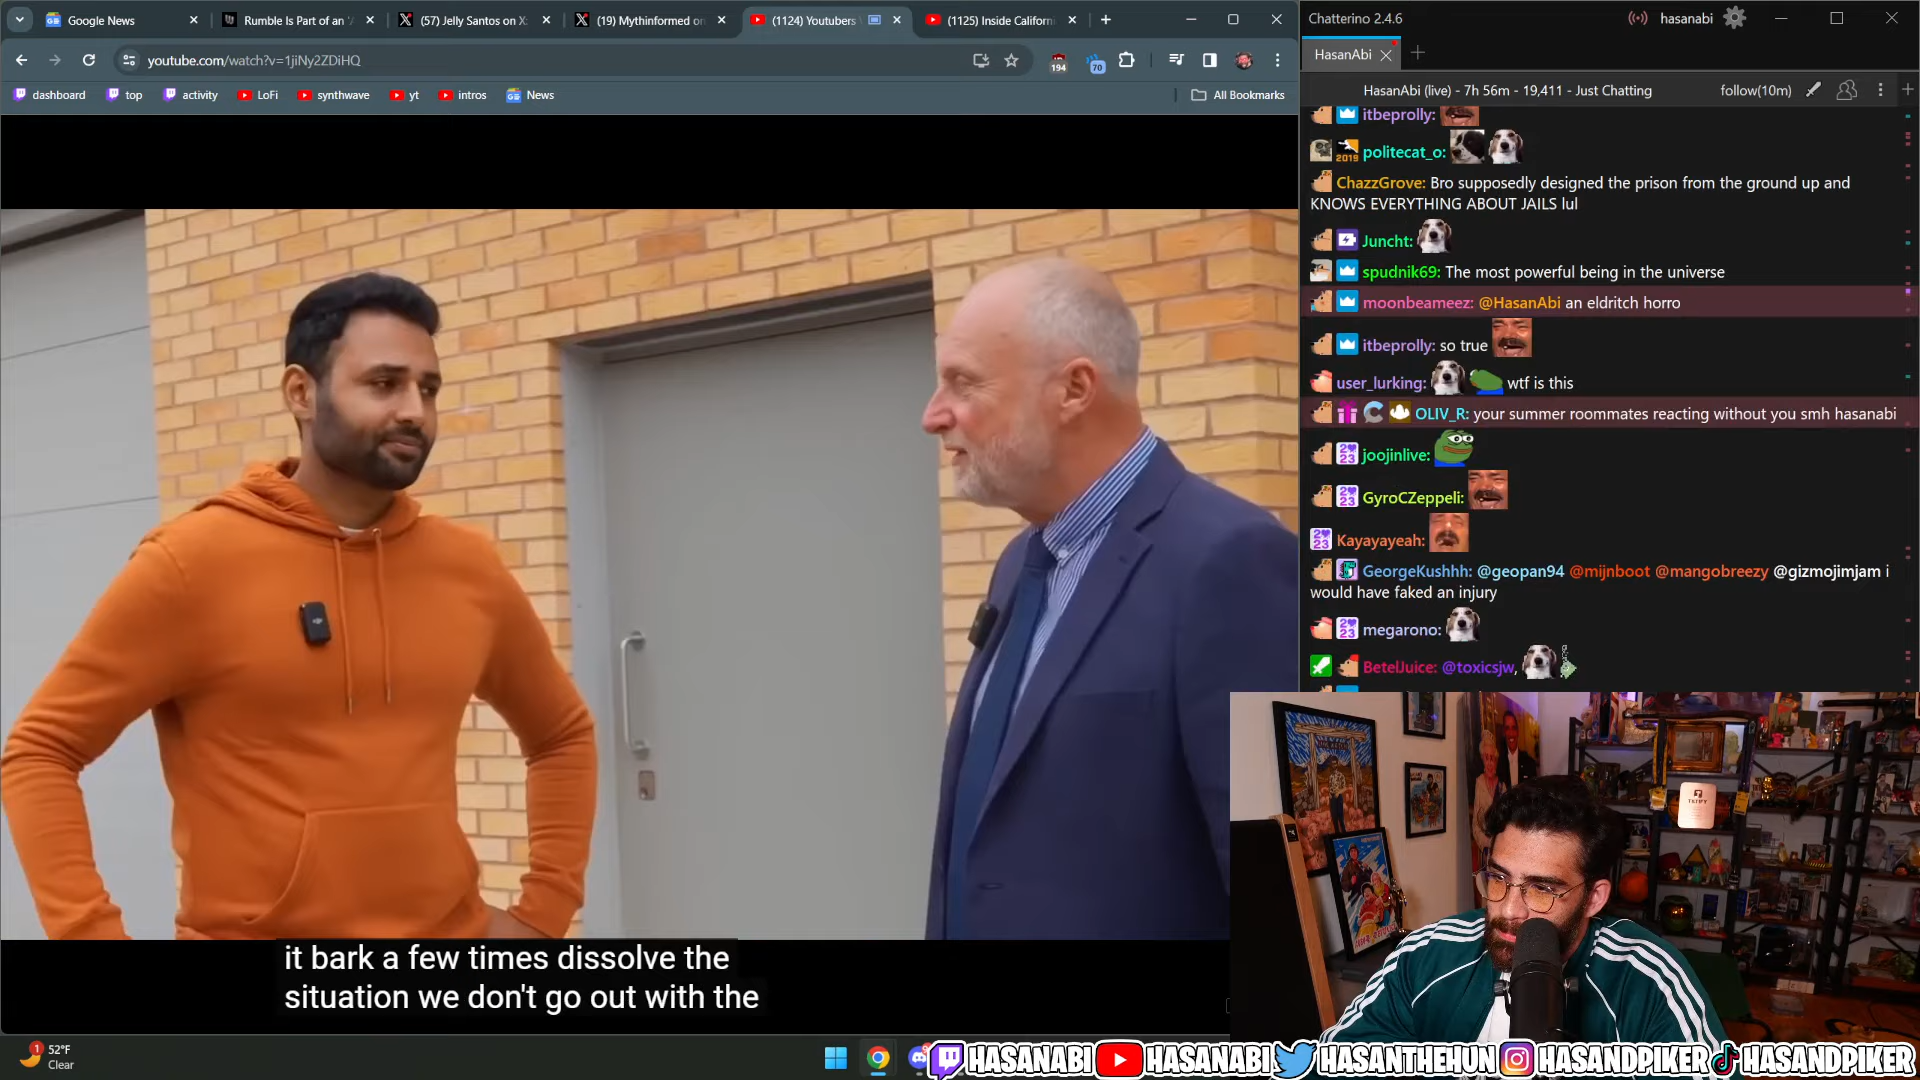 Google News
Rumble Is Part of an '
(57) Jelly Santos on X:
(19) Mythinformed on
(1124) Youtubers
(1125) Inside Californ
youtube.com/watch?v=1jiNy2ZDiHQ
194
70
dashboard
top
activity
LoFi
synthwave
yt
intros
News
All Bookmarks
it bark a few times dissolve the
situation we don't go out with the
1
52°F
Clear
Chatterino 2.4.6
hasanabi
HasanAbi
HasanAbi (live) - 7h 56m - 19,411 - Just Chatting
follow(10m)
itbeprolly:
2019 politecat_o:
ChazzGrove: Bro supposedly designed the prison from the ground up and
KNOWS EVERYTHING ABOUT JAILS lul
Juncht:
spudnik69: The most powerful being in the universe
moonbeameez: @HasanAbi an eldritch horro
itbeprolly: so true
user_lurking: wtf is this
OLIV_R: your summer roommates reacting without you smh hasanabi
joojinlive:
GyroCZeppeli:
Kayayayeah:
GeorgeKushhh: @geopan94 @mijnboot @mangobreezy @gizmojimjam i
would have faked an injury
megarono:
BetelJuice: @toxicsjw,
HASANABI
HASANABI
HASANTHEHUN
HASANDPIKER
HASANDPIKER